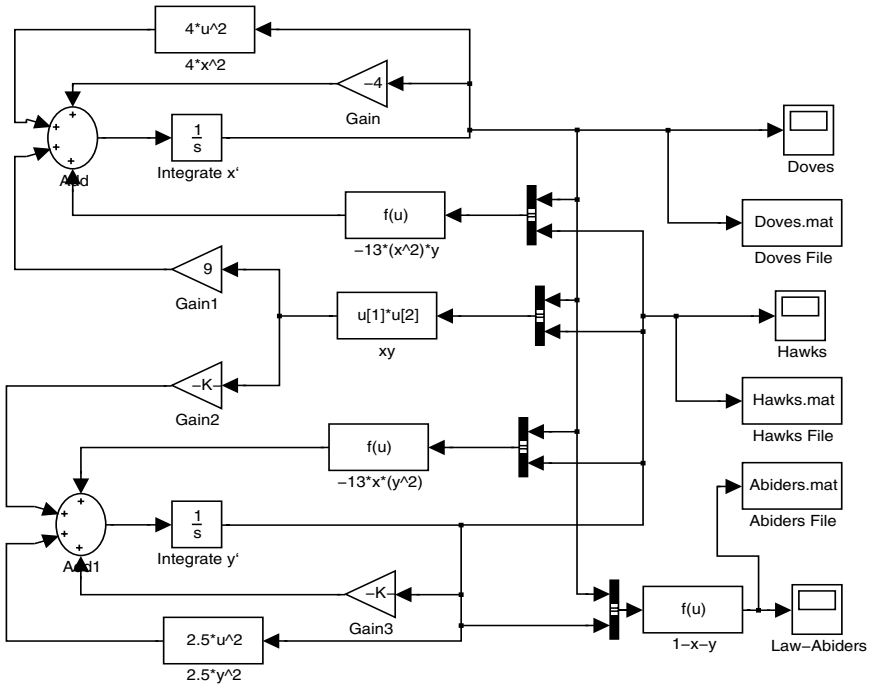 4*u^2
4*x^2
−4
Gain
+
+
+
+
Add
1
s
Integrate x‘
Doves
f(u)
−13*(x^2)*y
Doves.mat
Doves File
9
Gain1
u[1]*u[2]
xy
Hawks
−K−
Gain2
Hawks.mat
Hawks File
f(u)
−13*x*(y^2)
Abiders.mat
Abiders File
+
+
+
+
Add1
1
s
Integrate y‘
−K−
Gain3
f(u)
1−x−y
Law−Abiders
2.5*u^2
2.5*y^2